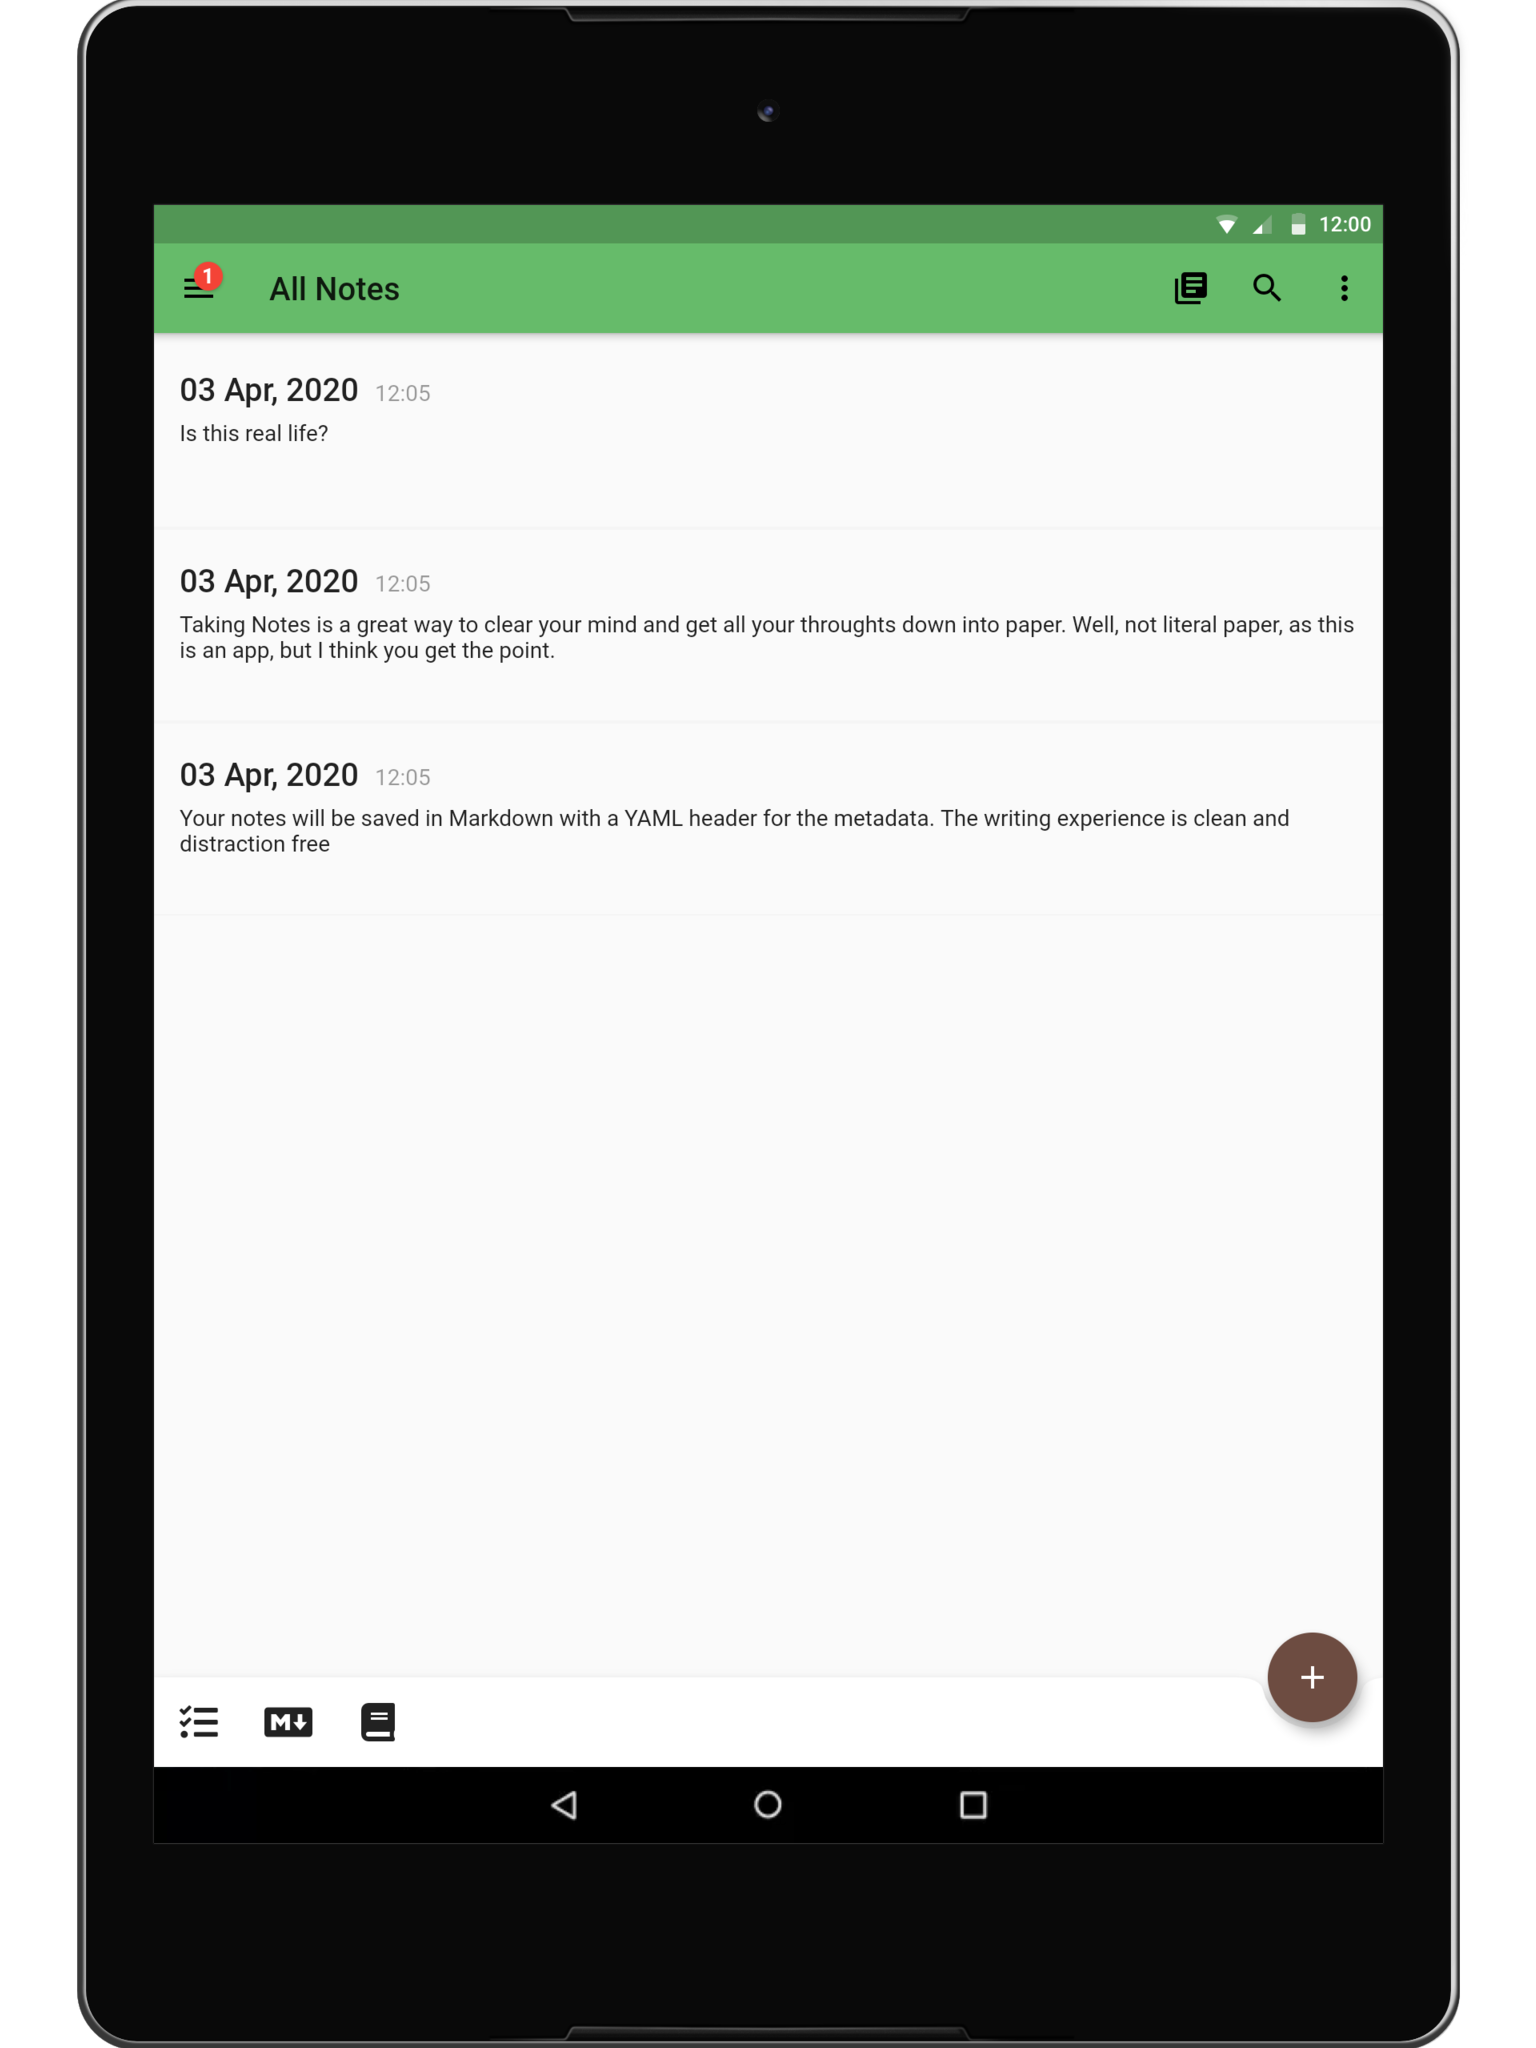 12:00
1
All Notes
03 Apr, 2020 12:05
Is this real life?
03 Apr, 2020 12:05
Taking Notes is a great way to clear your mind and get all your throughts down into paper. Well, not literal paper, as this
is an app, but I think you get the point.
03 Apr, 2020 12:05
Your notes will be saved in Markdown with a YAML header for the metadata. The writing experience is clean and
distraction free
M